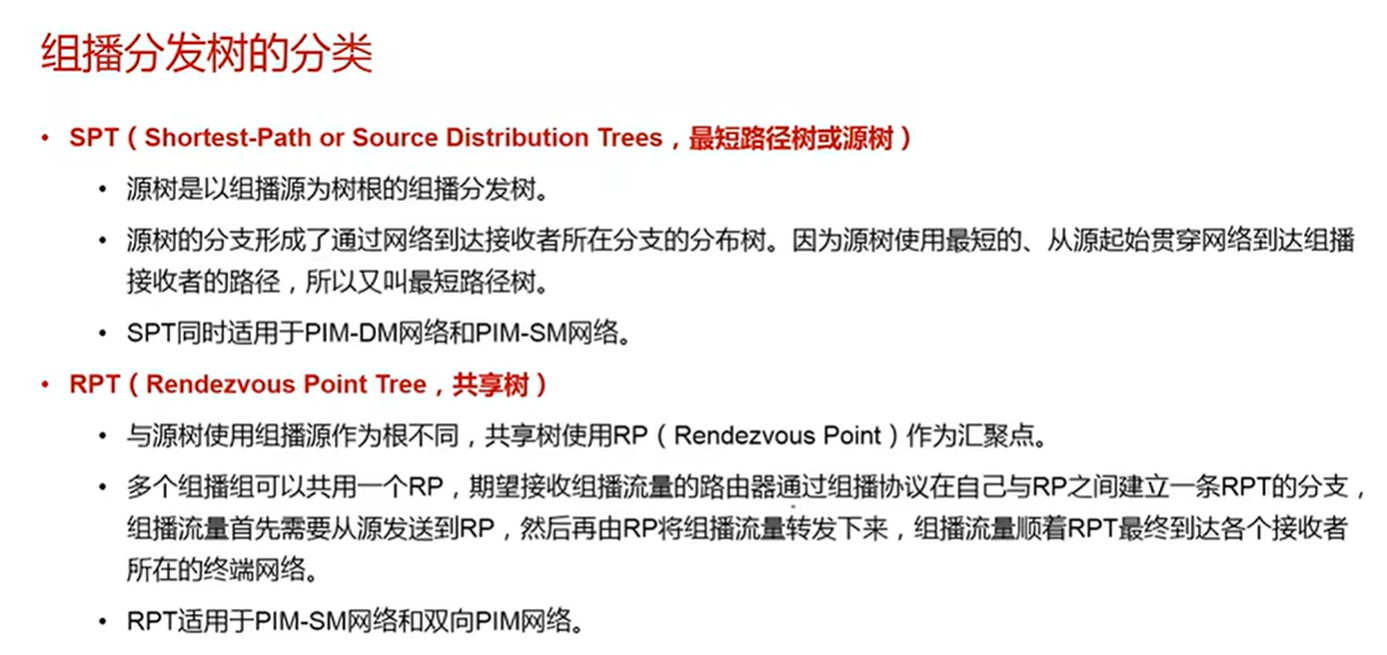 组播分发树的分类
• SPT（Shortest-Path or Source Distribution Trees，最短路径树或源树）
• 源树是以组播源为树根的组播分发树。
• 源树的分支形成了通过网络到达接收者所在分支的分布树。因为源树使用最短的、从源起始贯穿网络到达组播
接收者的路径，所以又叫最短路径树。
• SPT同时适用于PIM-DM网络和PIM-SM网络。
• RPT（Rendezvous Point Tree，共享树）
• 与源树使用组播源作为根不同，共享树使用RP（Rendezvous Point）作为汇聚点。
• 多个组播组可以共用一个RP，期望接收组播流量的路由器通过组播协议在自己与RP之间建立一条RPT的分支，
组播流量首先需要从源发送到RP，然后再由RP将组播流量转发下来，组播流量顺着RPT最终到达各个接收者
所在的终端网络。
• RPT适用于PIM-SM网络和双向PIM网络。